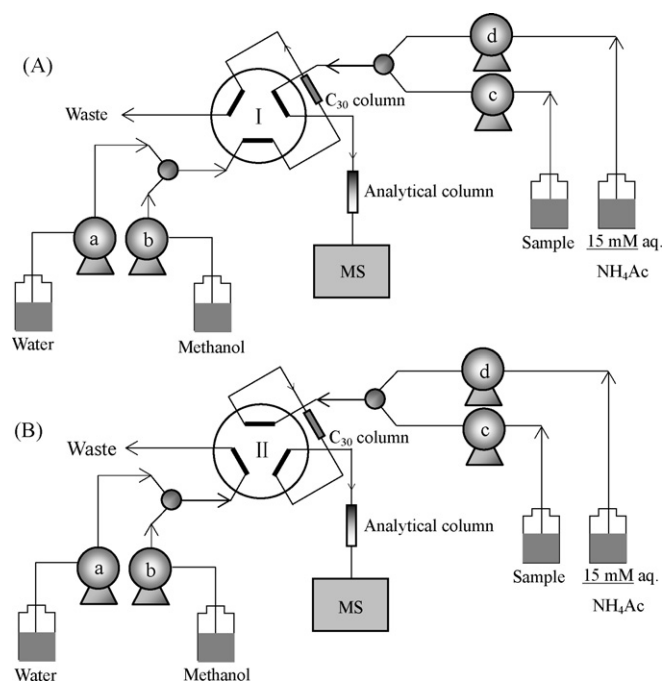 (A)
d
I
C₃₀ column
c
Waste
Analytical column
a
b
MS
Sample
15 mM aq.
NH₄Ac
Water
Methanol
(B)
d
II
C₃₀ column
c
Waste
Analytical column
a
b
MS
Sample
15 mM aq.
NH₄Ac
Water
Methanol